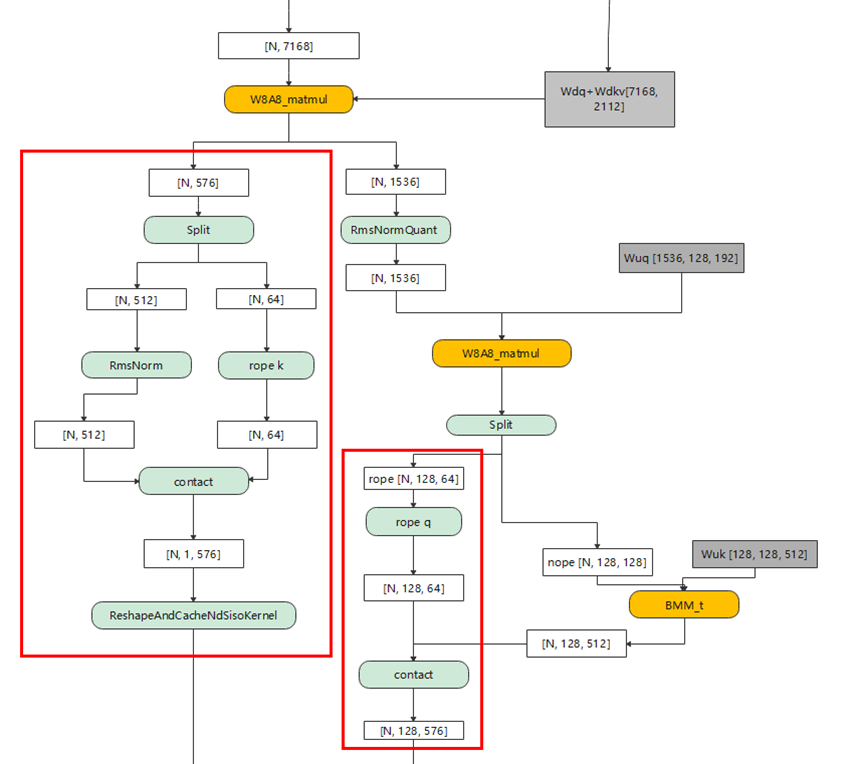 [N, 7168]
W8A8_matmul
Wdq+Wdkv[7168,
2112]
[N, 576]
[N, 1536]
Split
RmsNormQuant
[N, 1536]
Wuq [1536, 128, 192]
[N, 512]
[N, 64]
RmsNorm
rope k
W8A8_matmul
[N, 512]
[N, 64]
Split
contact
rope [N, 128, 64]
rope q
[N, 1, 576]
nope [N, 128, 128]
Wuk [128, 128, 512]
[N, 128, 64]
BMM_t
ReshapeAndCacheNdSisoKernel
[N, 128, 512]
contact
[N, 128, 576]